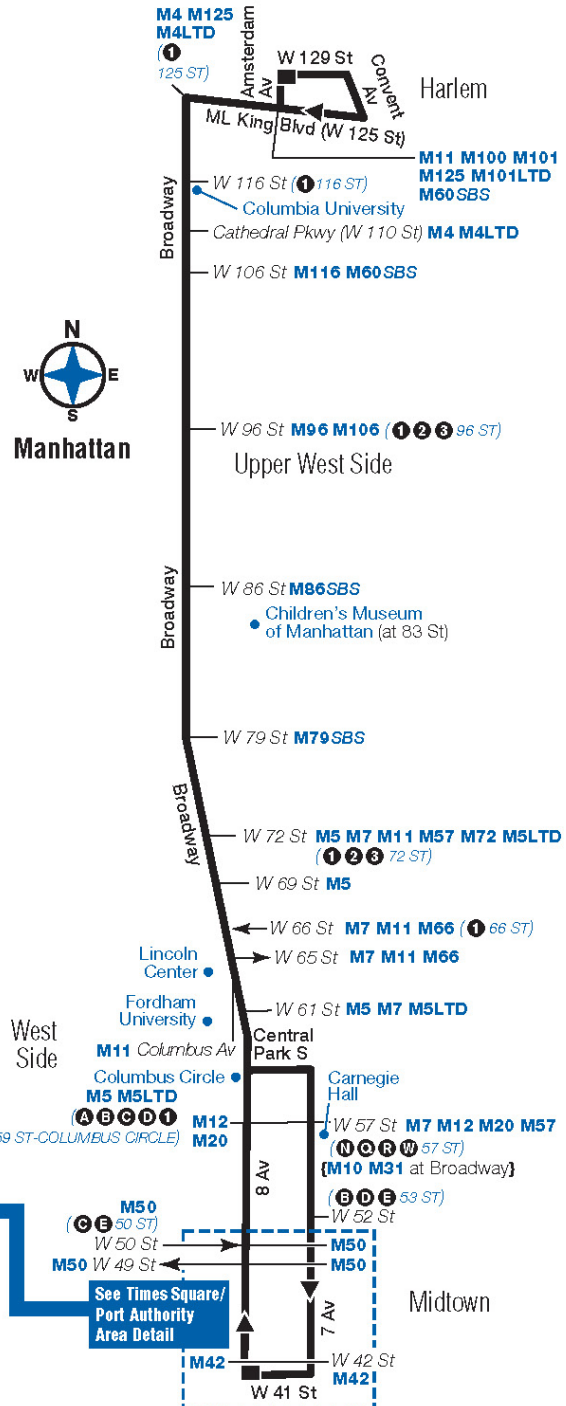 M4 M125
M4LTD
(1
125 ST)
Amsterdam
Av
W 129 St
Convent
Av
Harlem
ML King Blvd (W 125 St)
M11 M100 M101
M125 M101LTD
M60SBS
Broadway
W 116 St (1 116 ST)
Columbia University
Cathedral Pkwy (W 110 St) M4 M4LTD
W 106 St M116 M60SBS
N
W E
S
Manhattan
W 96 St M96 M106 (1 2 3 96 ST)
Upper West Side
Broadway
W 86 St M86SBS
Children's Museum
of Manhattan (at 83 St)
W 79 St M79SBS
Broadway
W 72 St M5 M7 M11 M57 M72 M5LTD
(1 2 3 72 ST)
W 69 St M5
W 66 St M7 M11 M66 (1 66 ST)
W 65 St M7 M11 M66
Lincoln
Center
Fordham
University
W 61 St M5 M7 M5LTD
West
Side
M11 Columbus Av
Central
Park S
Columbus Circle
M5 M5LTD
(A B C D 1
59 ST-COLUMBUS CIRCLE)
M12
M20
Carnegie
Hall
W 57 St M7 M12 M20 M57
(N Q R W 57 ST)
{M10 M31 at Broadway}
8 Av
(B D E 53 ST)
W 52 St
M50
(C E 50 ST)
W 50 St
M50
M50 W 49 St
M50
See Times Square/
Port Authority
Area Detail
7 Av
Midtown
M42
W 42 St
M42
W 41 St